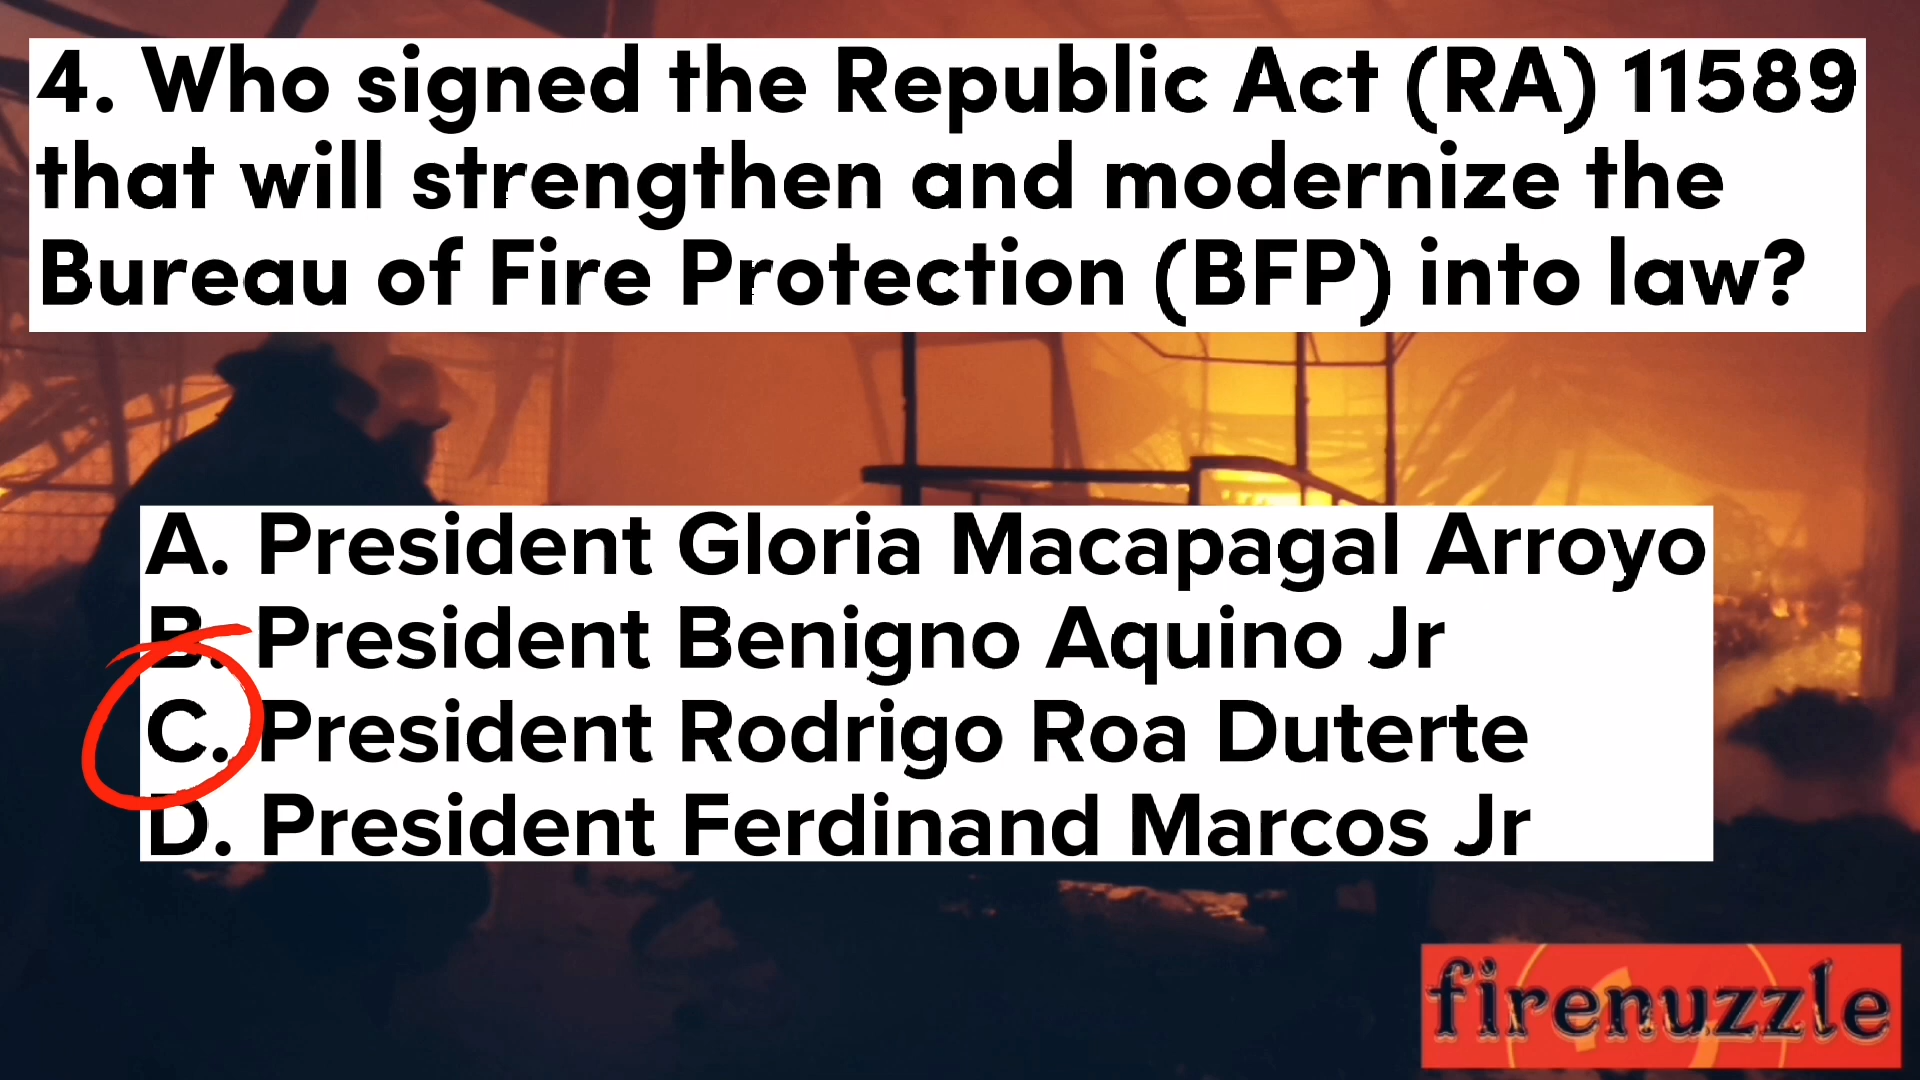 4. Who signed the Republic Act (RA) 11589
that will strengthen and modernize the
Bureau of Fire Protection (BFP) into law?
A. President Gloria Macapagal Arroyo
B. President Benigno Aquino Jr
C. President Rodrigo Roa Duterte
D. President Ferdinand Marcos Jr
firenuzzle